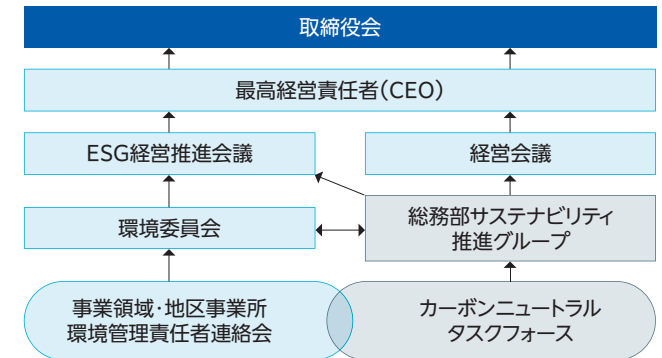 取締役会
最高経営責任者(CEO)
ESG経営推進会議
経営会議
環境委員会
総務部サステナビリティ
推進グループ
事業領域・地区事業所
環境管理責任者連絡会
カーボンニュートラル
タスクフォース